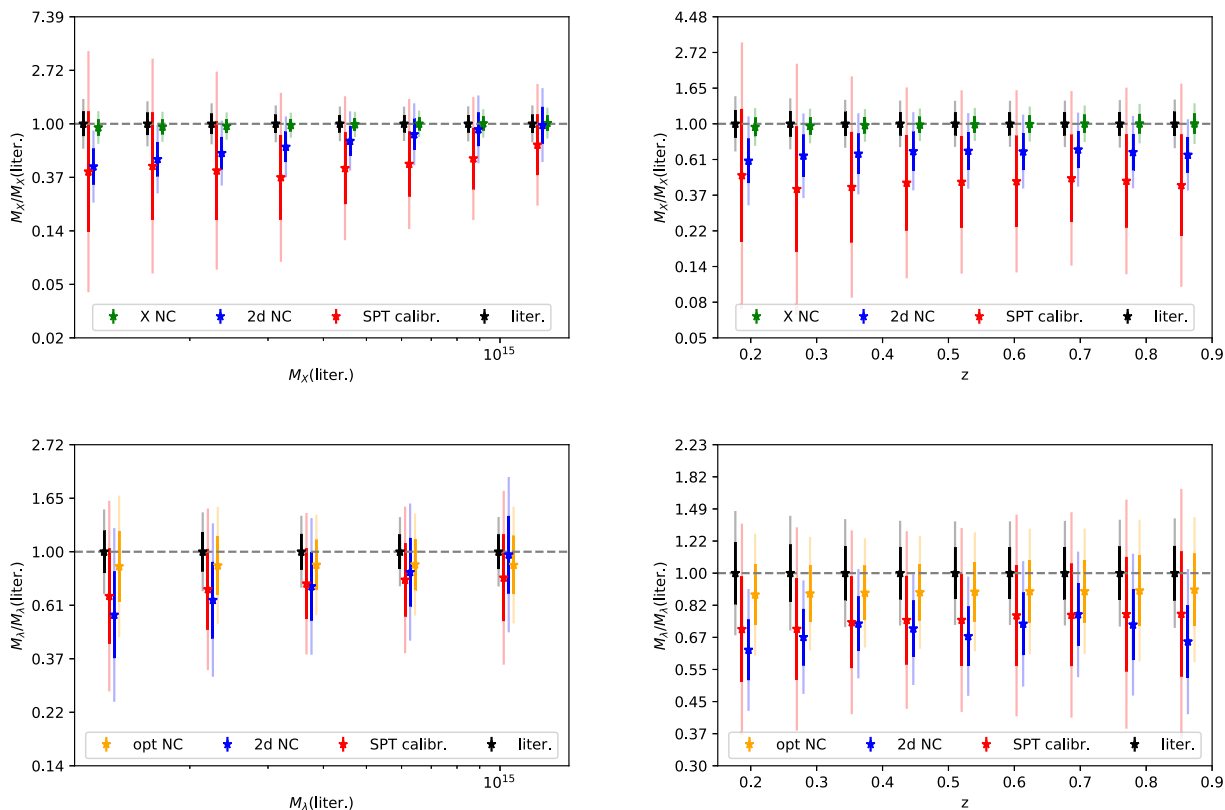 7.39
2.72
1.00
0.37
0.14
0.05
0.02
M_X/M_X(liter.)
X NC 2d NC SPT calibr. liter.
10^15
M_X(liter.)
4.48
2.72
1.65
1.00
0.61
0.37
0.22
0.14
0.08
0.05
M_X/M_X(liter.)
X NC 2d NC SPT calibr. liter.
0.2 0.3 0.4 0.5 0.6 0.7 0.8 0.9
z
2.72
1.65
1.00
0.61
0.37
0.22
0.14
M_λ/M_λ(liter.)
opt NC 2d NC SPT calibr. liter.
10^15
M_λ(liter.)
2.23
1.82
1.49
1.22
1.00
0.82
0.67
0.55
0.45
0.37
0.30
M_λ/M_λ(liter.)
opt NC 2d NC SPT calibr. liter.
0.2 0.3 0.4 0.5 0.6 0.7 0.8 0.9
z